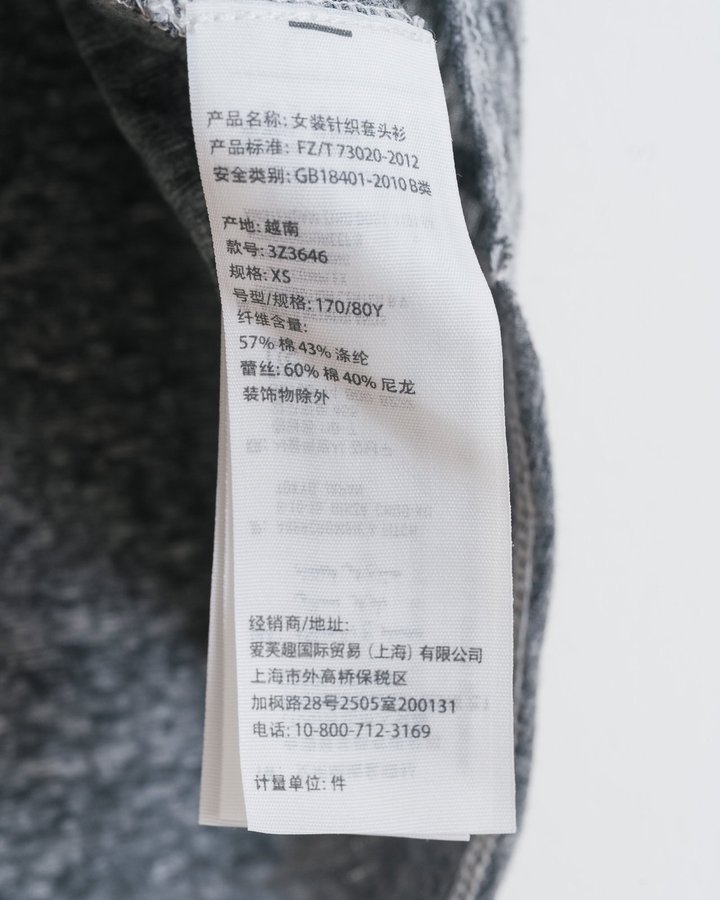 产品名称: 女装针织套头衫
产品标准: FZ/T 73020-2012
安全类别: GB18401-2010 B类
产地: 越南
款号: 3Z3646
规格: XS
号型/规格: 170/80Y
纤维含量:
57% 棉 43% 涤纶
蕾丝: 60% 棉 40% 尼龙
装饰物除外
经销商/地址:
爱芙趣国际贸易 (上海) 有限公司
上海市外高桥保税区
加枫路28号2505室200131
电话: 10-800-712-3169
计量单位: 件